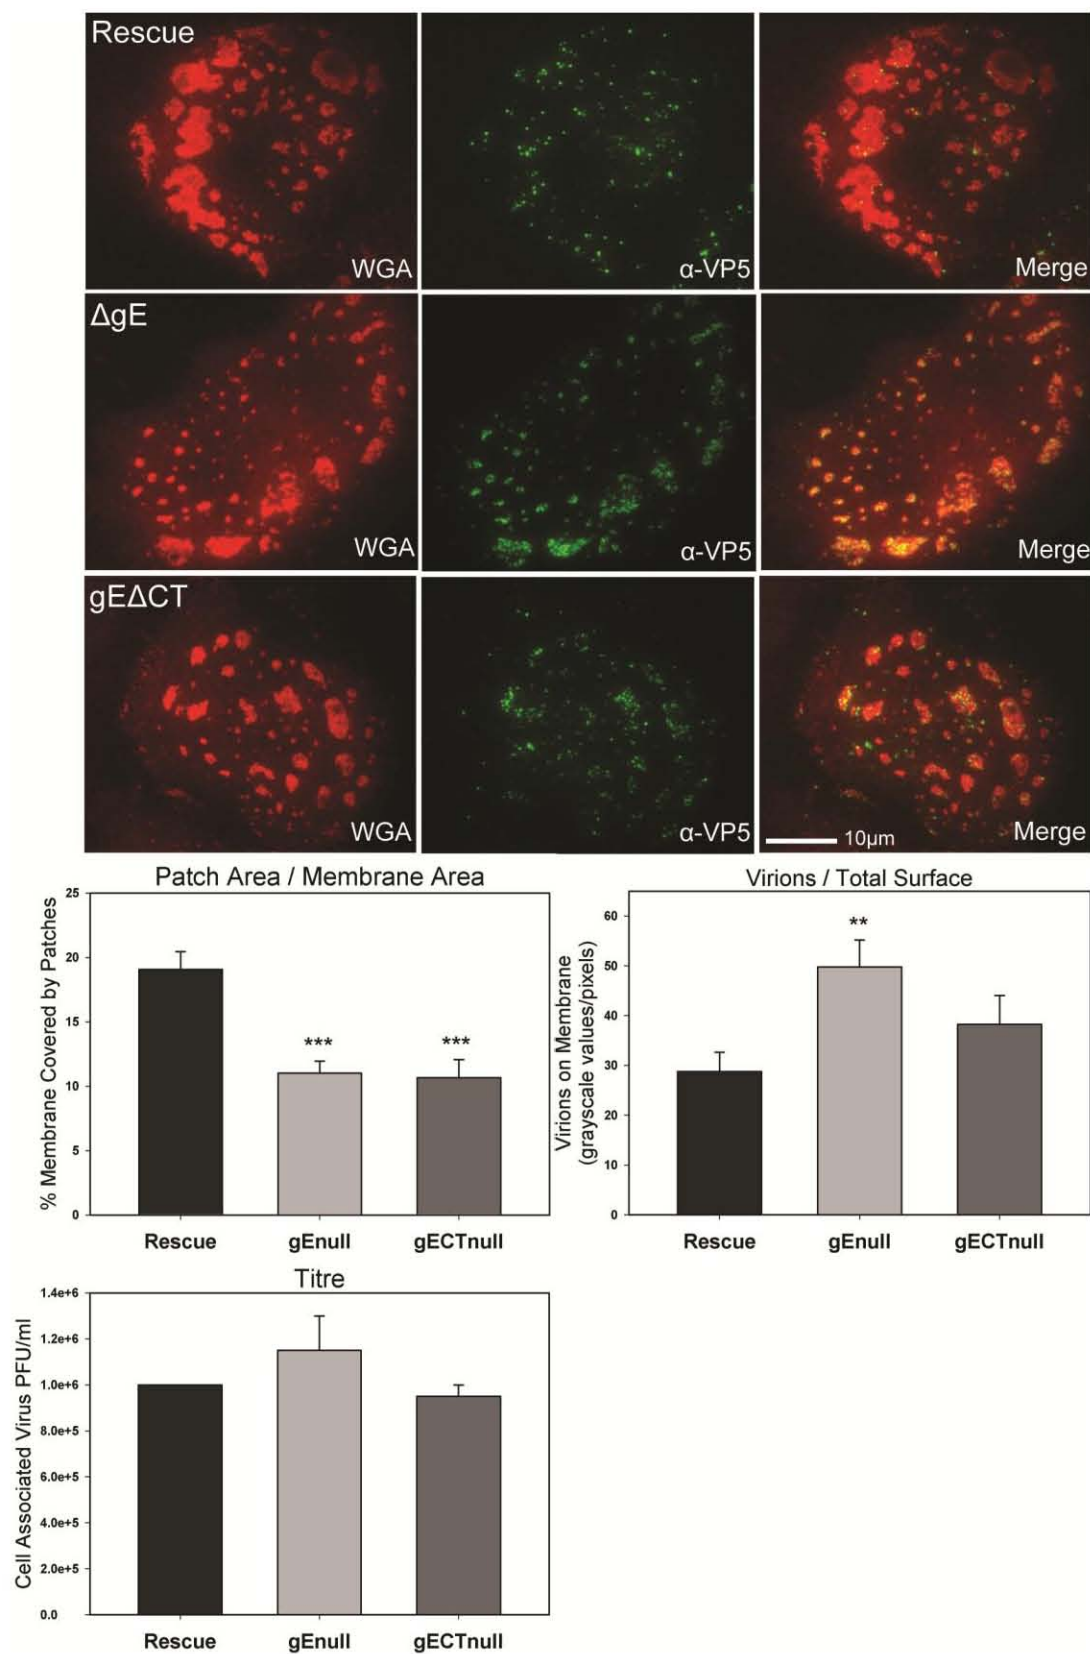 Rescue
WGA
α-VP5
Merge
ΔgE
WGA
α-VP5
Merge
gEΔCT
WGA
α-VP5
10μm
Merge
Patch Area / Membrane Area
% Membrane Covered by Patches
25
20
15
10
5
0
***
***
Rescue
gEnull
gECTnull
Virions / Total Surface
Virions on Membrane
(grayscale values/pixels)
60
50
40
30
20
10
0
**
Rescue
gEnull
gECTnull
Titre
Cell Associated Virus PFU/ml
1.4e+6
1.2e+6
1.0e+6
8.0e+5
6.0e+5
4.0e+5
2.0e+5
0.0
Rescue
gEnull
gECTnull